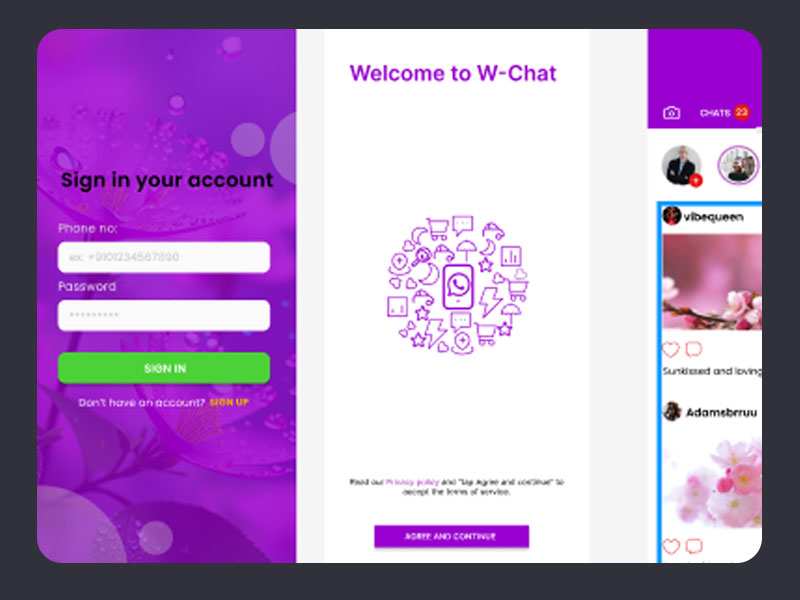 Sign in your account
Phone no:
ex: +9101234567890
Password
SIGN IN
Don't have an account? SIGN UP
Welcome to W-Chat
Read our Privacy policy and "Tap Agree and continue" to
accept the terms of service.
AGREE AND CONTINUE
CHATS 23
vibequeen
Sunkissed and loving
Adamsbrruu